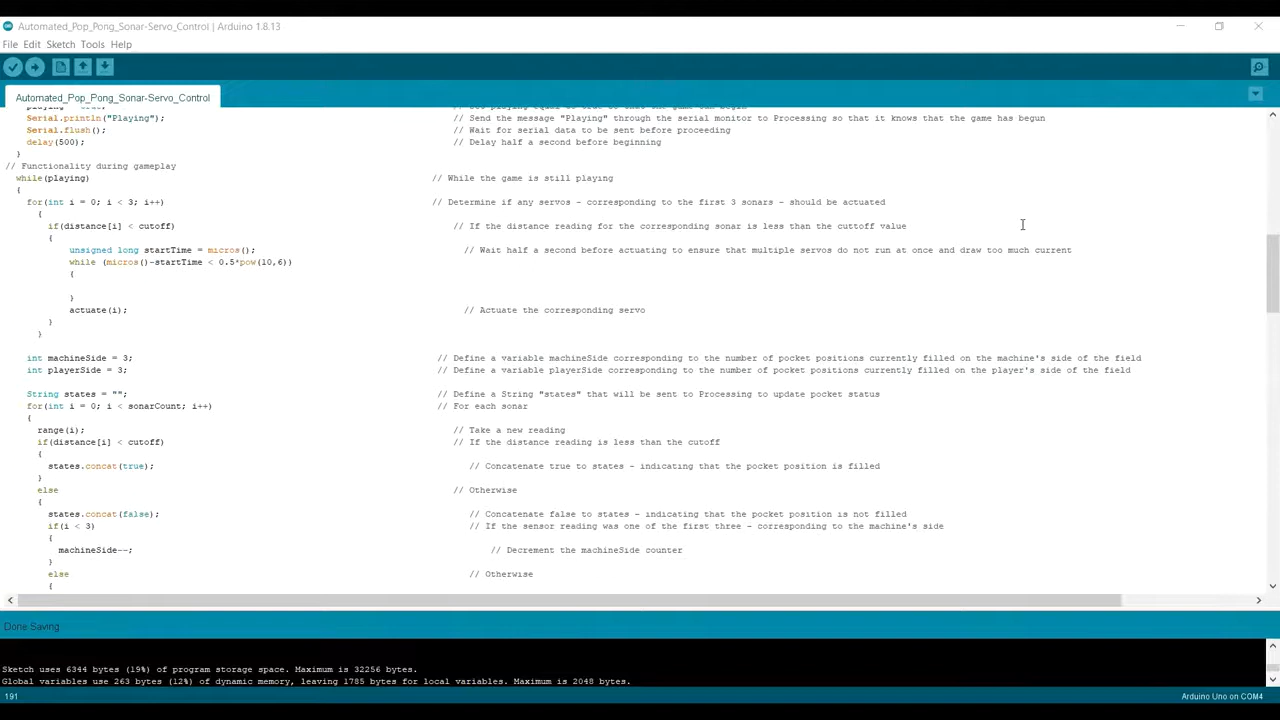 Automated_Pop_Pong_Sonar-Servo_Control | Arduino 1.8.13
File Edit Sketch Tools Help
Automated_Pop_Pong_Sonar-Servo_Control
Serial.println("Playing"); // Send the message "Playing" through the serial monitor to Processing so that it knows that the game has begun
Serial.flush(); // Wait for serial data to be sent before proceeding
delay(500); // Delay half a second before beginning
}
// Functionality during gameplay
while(playing) // While the game is still playing
{
for(int i = 0; i < 3; i++) // Determine if any servos - corresponding to the first 3 sonars - should be actuated
{
if(distance[i] < cutoff) // If the distance reading for the corresponding sonar is less than the cuttoff value
{
unsigned long startTime = micros(); // Wait half a second before actuating to ensure that multiple servos do not run at once and draw too much current
while (micros()-startTime < 0.5*pow(10,6))
{
}
actuate(i); // Actuate the corresponding servo
}
}
int machineSide = 3; // Define a variable machineSide corresponding to the number of pocket positions currently filled on the machine's side of the field
int playerSide = 3; // Define a variable playerSide corresponding to the number of pocket positions currently filled on the player's side of the field
String states = ""; // Define a String "states" that will be sent to Processing to update pocket status
for(int i = 0; i < sonarCount; i++) // For each sonar
{
range(i); // Take a new reading
if(distance[i] < cutoff) // If the distance reading is less than the cutoff
{
states.concat(true); // Concatenate true to states - indicating that the pocket position is filled
}
else // Otherwise
{
states.concat(false); // Concatenate false to states - indicating that the pocket position is not filled
if(i < 3) // If the sensor reading was one of the first three - corresponding to the machine's side
{
machineSide--; // Decrement the machineSide counter
}
else // Otherwise
{
Done Saving
Sketch uses 6344 bytes (19%) of program storage space. Maximum is 32256 bytes.
Global variables use 263 bytes (12%) of dynamic memory, leaving 1785 bytes for local variables. Maximum is 2048 bytes.
191 Arduino Uno on COM4